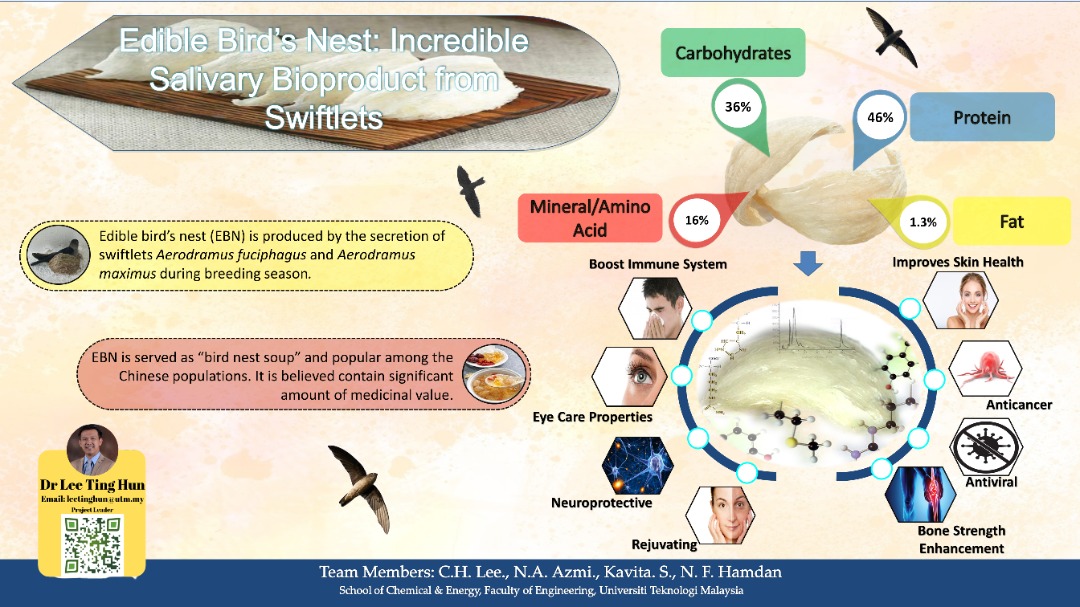 Edible Bird's Nest: Incredible
Salivary Bioproduct from
Swiftlets
Carbohydrates
36%
46%
Protein
Mineral/Amino
Acid
16%
1.3%
Fat
Edible bird's nest (EBN) is produced by the secretion of
swiftlets Aerodramus fuciphagus and Aerodramus
maximus during breeding season.
EBN is served as "bird nest soup" and popular among the
Chinese populations. It is believed contain significant
amount of medicinal value.
Boost Immune System
Improves Skin Health
Eye Care Properties
Anticancer
Neuroprotective
Antiviral
Rejuvating
Bone Strength
Enhancement
Dr Lee Ting Hun
Email: leetinghun@utm.my
Project Leader
Team Members: C.H. Lee., N.A. Azmi., Kavita. S., N. F. Hamdan
School of Chemical & Energy, Faculty of Engineering, Universiti Teknologi Malaysia